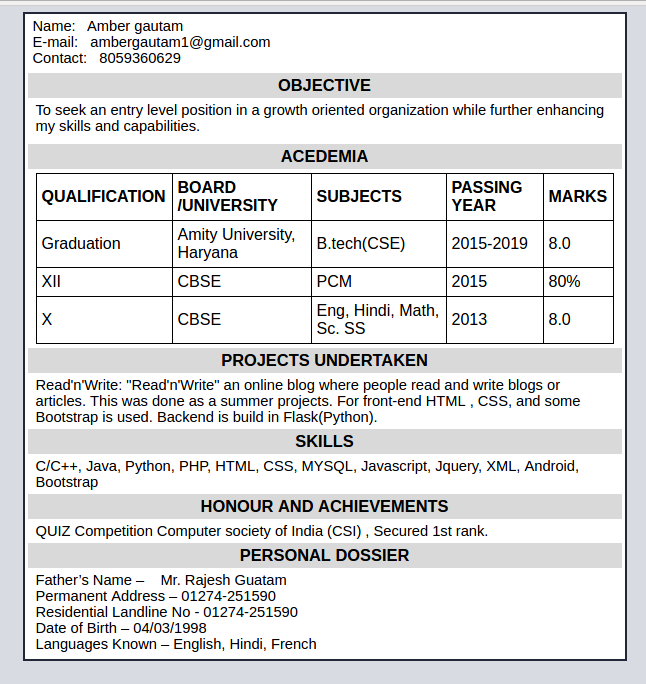 Name: Amber gautam
E-mail: ambergautam1@gmail.com
Contact: 8059360629
OBJECTIVE
To seek an entry level position in a growth oriented organization while further enhancing
my skills and capabilities.
ACEDEMIA
QUALIFICATION BOARD /UNIVERSITY SUBJECTS PASSING YEAR MARKS
Graduation Amity University, Haryana B.tech(CSE) 2015-2019 8.0
XII CBSE PCM 2015 80%
X CBSE Eng, Hindi, Math, Sc. SS 2013 8.0
PROJECTS UNDERTAKEN
Read'n'Write: "Read'n'Write" an online blog where people read and write blogs or
articles. This was done as a summer projects. For front-end HTML , CSS, and some
Bootstrap is used. Backend is build in Flask(Python).
SKILLS
C/C++, Java, Python, PHP, HTML, CSS, MYSQL, Javascript, Jquery, XML, Android,
Bootstrap
HONOUR AND ACHIEVEMENTS
QUIZ Competition Computer society of India (CSI) , Secured 1st rank.
PERSONAL DOSSIER
Father’s Name – Mr. Rajesh Guatam
Permanent Address – 01274-251590
Residential Landline No - 01274-251590
Date of Birth – 04/03/1998
Languages Known – English, Hindi, French